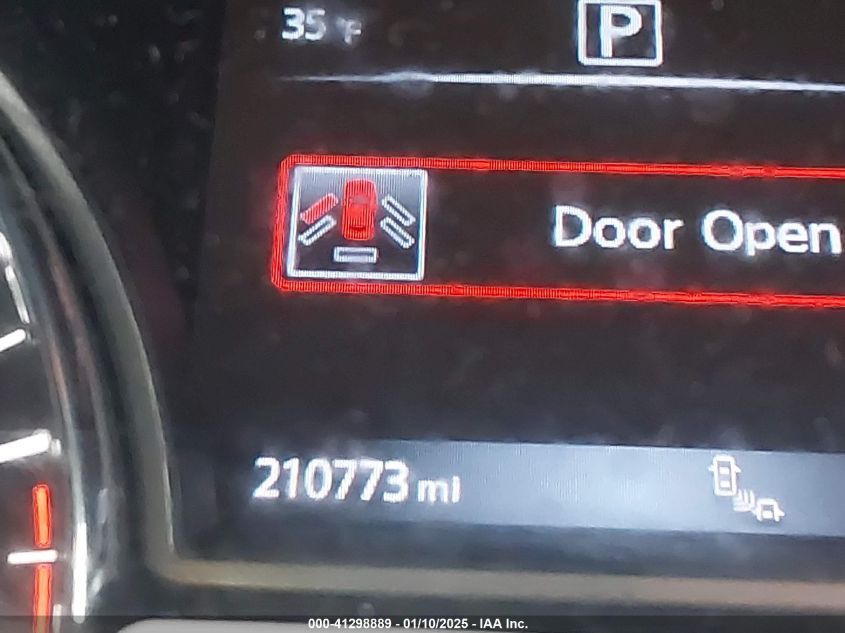 35 °F
P
Door Open
210773 mi
000-41298889 - 01/10/2025 - IAA Inc.